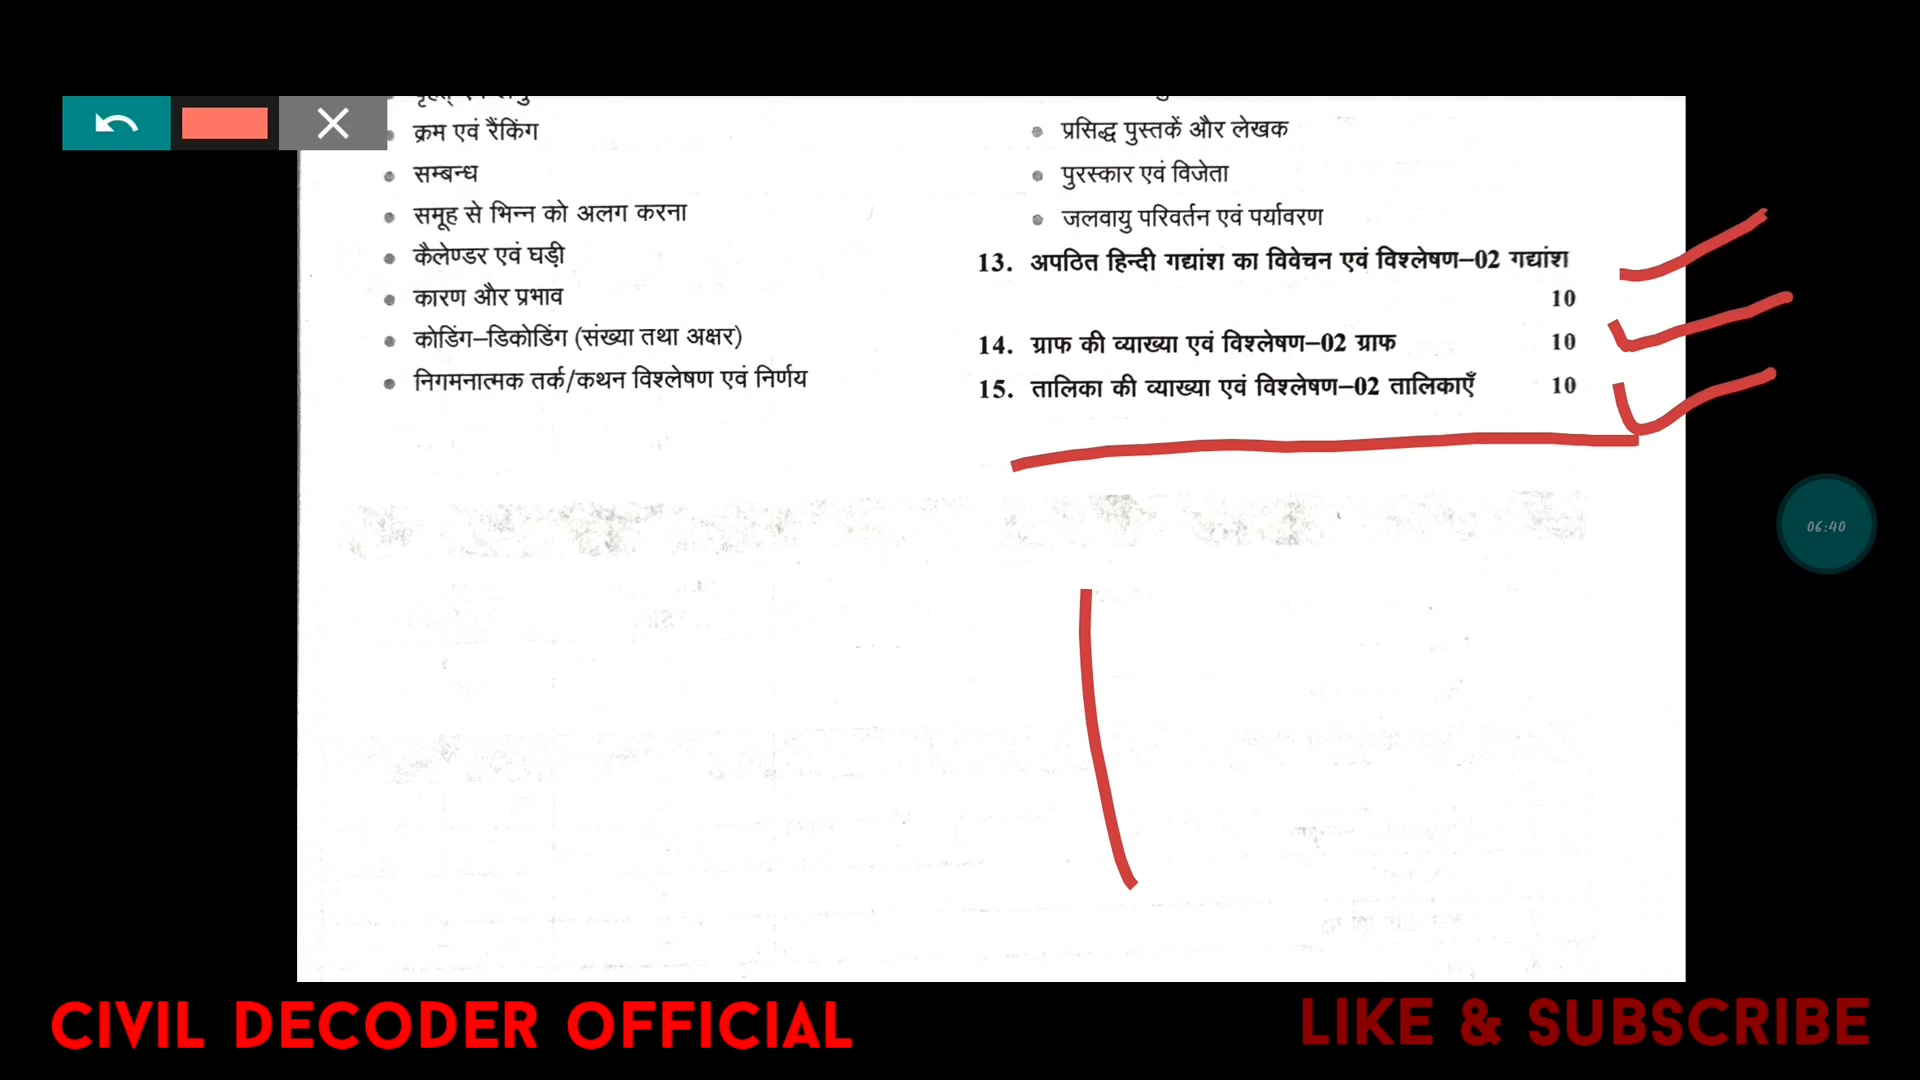 क्रम एवं रैंकिंग
सम्बन्ध
समूह से भिन्न को अलग करना
कैलेण्डर एवं घड़ी
कारण और प्रभाव
कोडिंग–डिकोडिंग (संख्या तथा अक्षर)
निगमनात्मक तर्क/कथन विश्लेषण एवं निर्णय
प्रसिद्ध पुस्तकें और लेखक
पुरस्कार एवं विजेता
जलवायु परिवर्तन एवं पर्यावरण
13. अपठित हिन्दी गद्यांश का विवेचन एवं विश्लेषण–02 गद्यांश
10
14. ग्राफ की व्याख्या एवं विश्लेषण–02 ग्राफ 10
15. तालिका की व्याख्या एवं विश्लेषण–02 तालिकाएँ 10
06:40
CIVIL DECODER OFFICIAL
LIKE & SUBSCRIBE